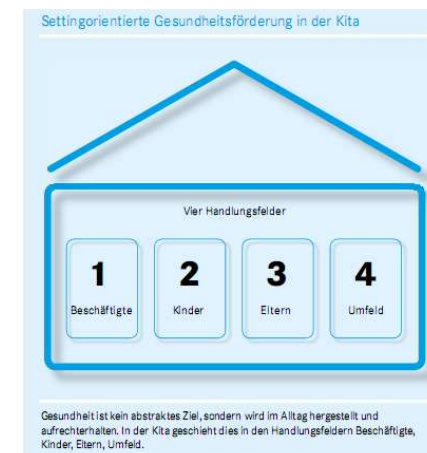 Settingorientierte Gesundheitsförderung in der Kita
Vier Handlungsfelder
1 2 3 4
Beschäftigte Kinder Eltern Umfeld
Gesundheit ist kein abstraktes Ziel, sondern wird im Alltag hergestellt und
aufrechterhalten. In der Kita geschieht dies in den Handlungsfeldern Beschäftigte,
Kinder, Eltern, Umfeld.